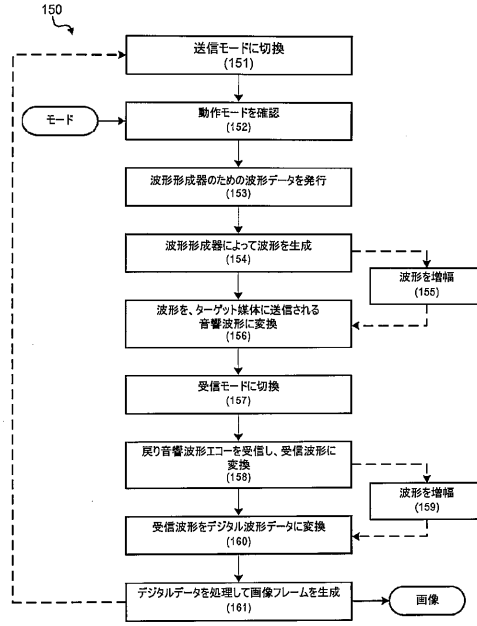 150
送信モードに切換
(151)
モード
動作モードを確認
(152)
波形形成器のための波形データを発行
(153)
波形形成器によって波形を生成
(154)
波形を増幅
(155)
波形を、ターゲット媒体に送信される
音響波形に変換
(156)
受信モードに切換
(157)
戻り音響波形エコーを受信し、受信波形に
変換
(158)
波形を増幅
(159)
受信波形をデジタル波形データに変換
(160)
デジタルデータを処理して画像フレームを生成
(161)
画像